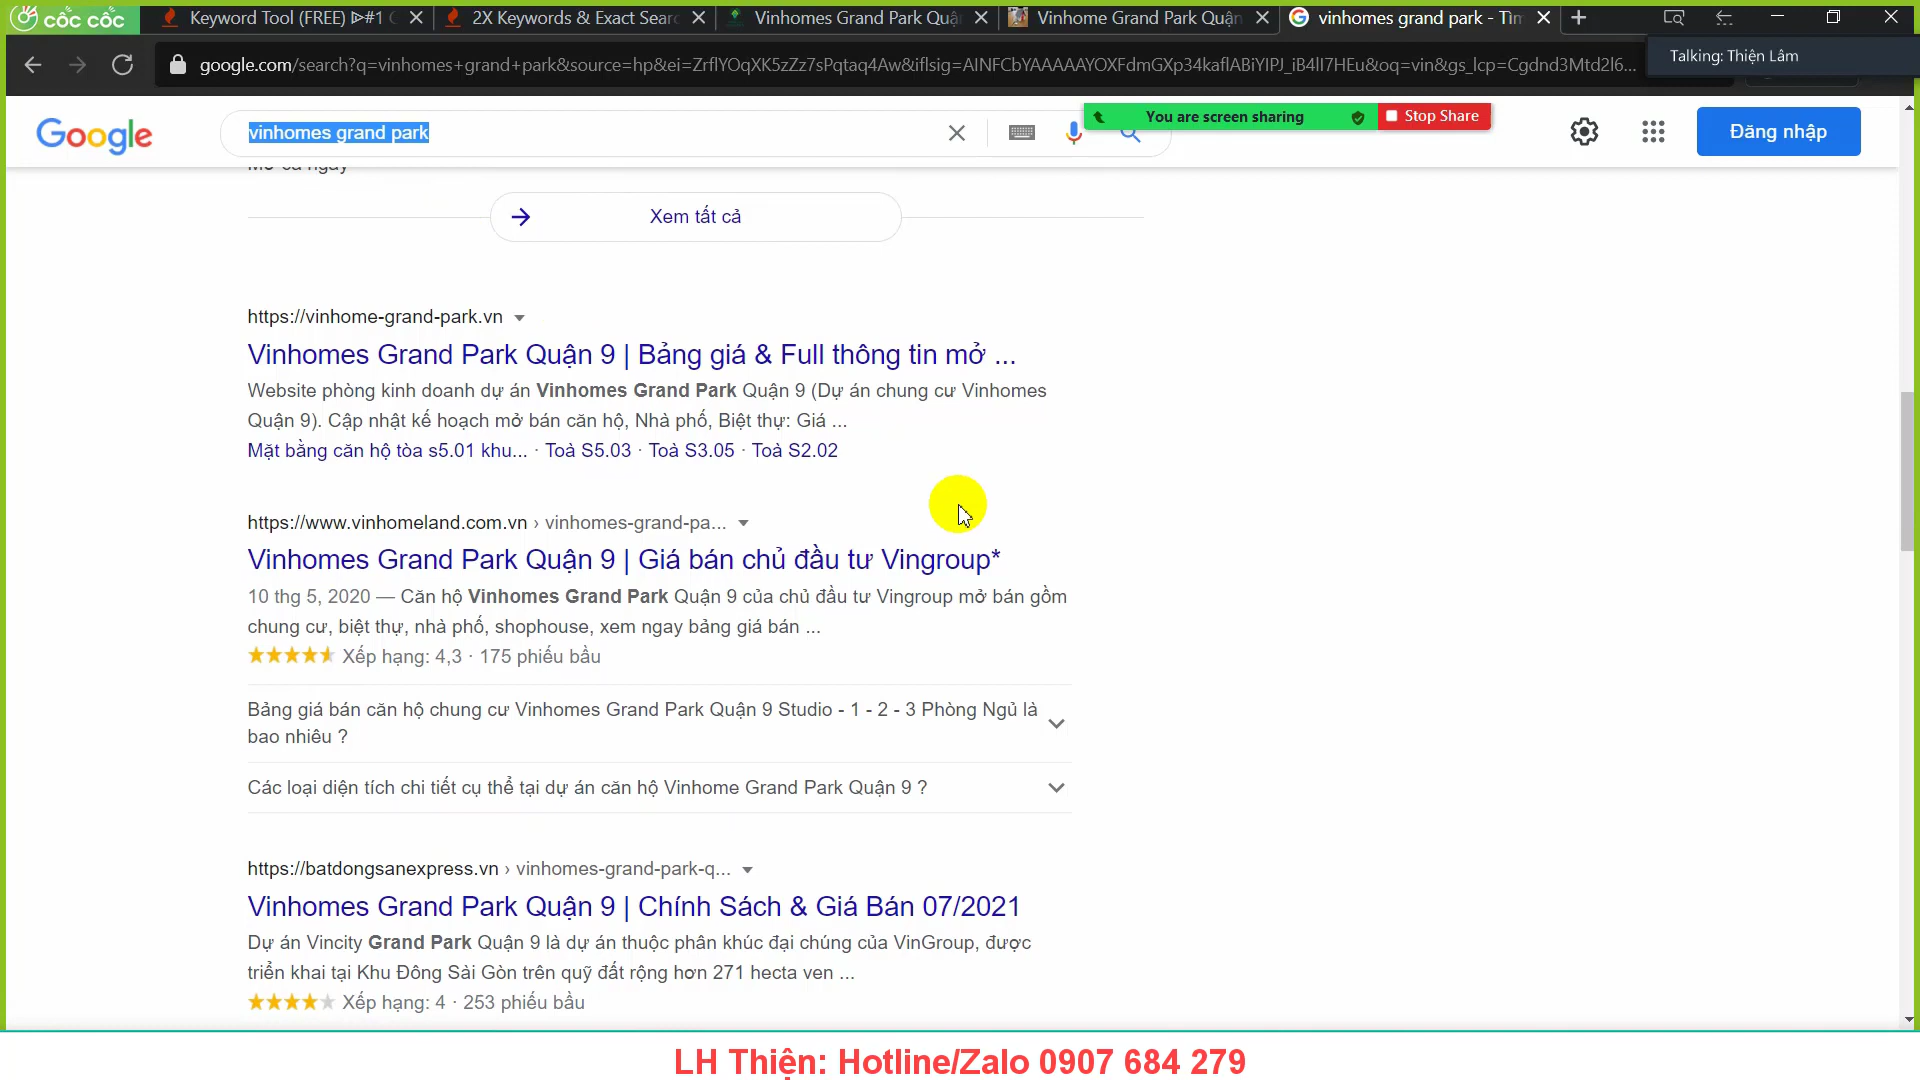 cốc cốc
Keyword Tool (FREE) ᐈ#1
2X Keywords & Exact Sear
Vinhomes Grand Park Quậ
Vinhome Grand Park Quận
vinhomes grand park - Tìm
google.com/search?q=vinhomes+grand+park&source=hp&ei=ZrflYOqXK5zZz7sPqtaq4Aw&iflsig=AINFCbYAAAAAYOXFdmGXp34kaflABiYIPJ_iB4lI7HEu&oq=vin&gs_lcp=Cgdnd3Mtd2l6...
Talking: Thiện Lâm
Google
vinhomes grand park
You are screen sharing
Stop Share
Đăng nhập
Mở cả ngày
Xem tất cả
https://vinhome-grand-park.vn
Vinhomes Grand Park Quận 9 | Bảng giá & Full thông tin mở ...
Website phòng kinh doanh dự án Vinhomes Grand Park Quận 9 (Dự án chung cư Vinhomes
Quận 9). Cập nhật kế hoạch mở bán căn hộ, Nhà phố, Biệt thự: Giá ...
Mặt bằng căn hộ tòa s5.01 khu... · Toà S5.03 · Toà S3.05 · Toà S2.02
https://www.vinhomeland.com.vn › vinhomes-grand-pa...
Vinhomes Grand Park Quận 9 | Giá bán chủ đầu tư Vingroup*
10 thg 5, 2020 — Căn hộ Vinhomes Grand Park Quận 9 của chủ đầu tư Vingroup mở bán gồm
chung cư, biệt thự, nhà phố, shophouse, xem ngay bảng giá bán ...
Xếp hạng: 4,3 · 175 phiếu bầu
Bảng giá bán căn hộ chung cư Vinhomes Grand Park Quận 9 Studio - 1 - 2 - 3 Phòng Ngủ là
bao nhiêu ?
Các loại diện tích chi tiết cụ thể tại dự án căn hộ Vinhome Grand Park Quận 9 ?
https://batdongsanexpress.vn › vinhomes-grand-park-q...
Vinhomes Grand Park Quận 9 | Chính Sách & Giá Bán 07/2021
Dự án Vincity Grand Park Quận 9 là dự án thuộc phân khúc đại chúng của VinGroup, được
triển khai tại Khu Đông Sài Gòn trên quỹ đất rộng hơn 271 hecta ven ...
Xếp hạng: 4 · 253 phiếu bầu
LH Thiện: Hotline/Zalo 0907 684 279